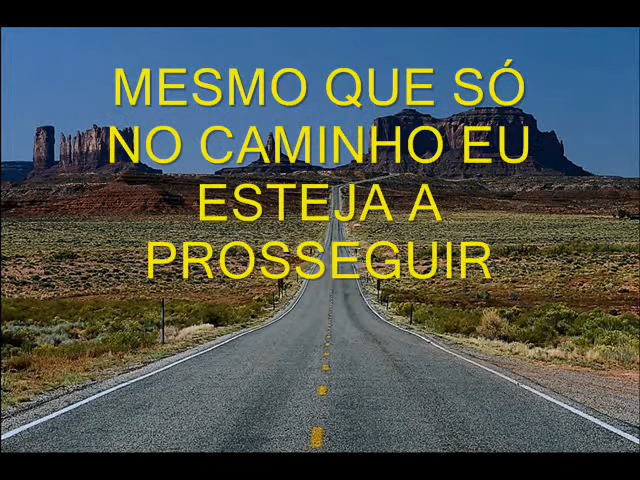 MESMO QUE SÓ
NO CAMINHO EU
ESTEJA A
PROSSEGUIR